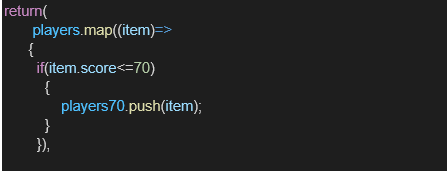 return(
players.map((item)=>
{
if(item.score<=70)
{
players70.push(item);
}
}),